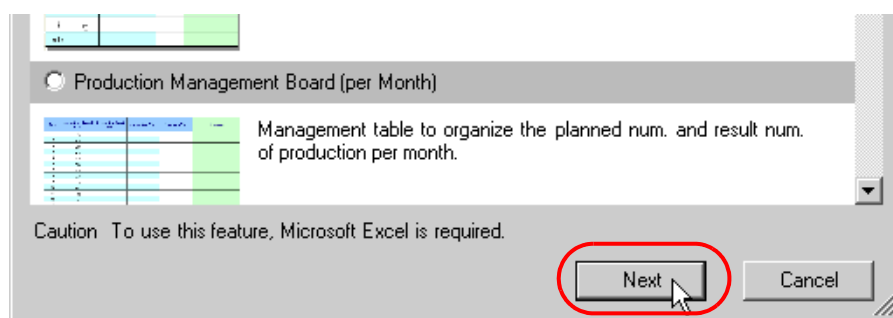 Production Management Board (per Month)
Management table to organize the planned num. and result num.
of production per month.
Caution To use this feature, Microsoft Excel is required.
Next
Cancel